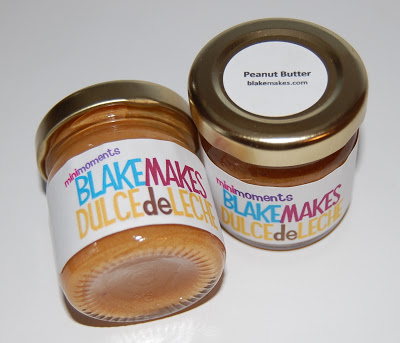 minimoments
BLAKEMAKES
DULCEdeLECHE
Peanut Butter
blakemakes.com
minimoments
BLAKEMAKES
DULCEdeLECHE